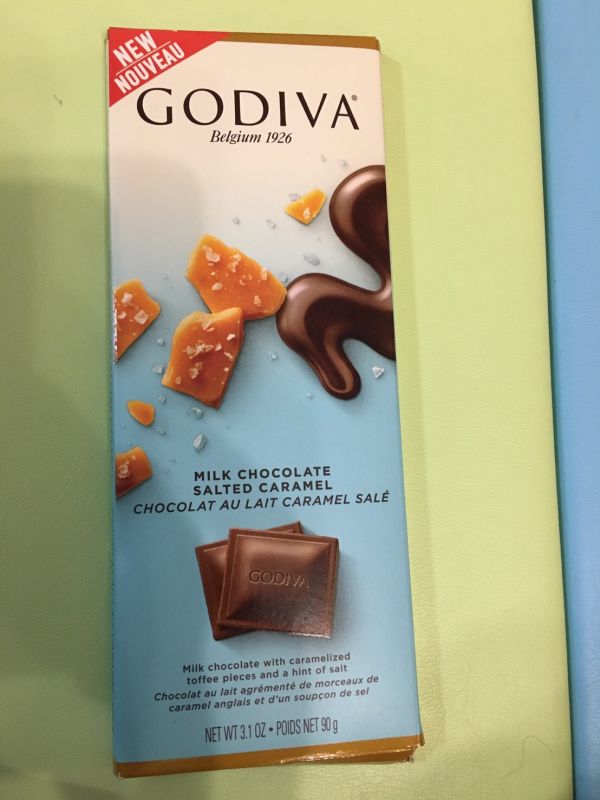 NEW
NOUVEAU
GODIVA®
Belgium 1926
MILK CHOCOLATE
SALTED CARAMEL
CHOCOLAT AU LAIT CARAMEL SALÉ
GODIVA
Milk chocolate with caramelized
toffee pieces and a hint of salt
Chocolat au lait agrémenté de morceaux de
caramel anglais et d'un soupçon de sel
NET WT 3.1 OZ • POIDS NET 90 g